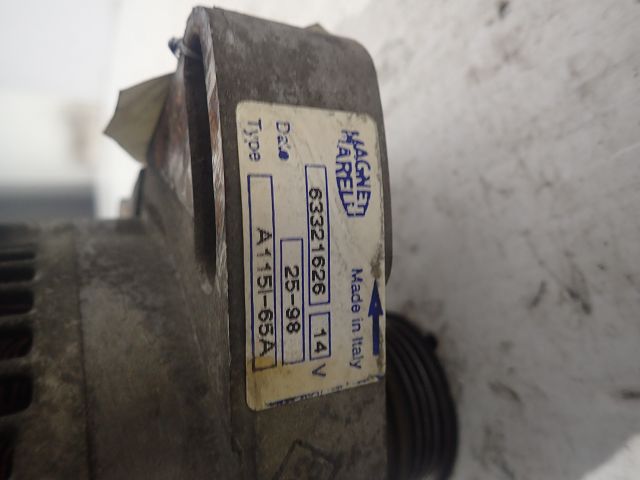 MAGNETI
MARELLI
Made in Italy
63321626 14 V
Date 25-98
Type A115I-65A